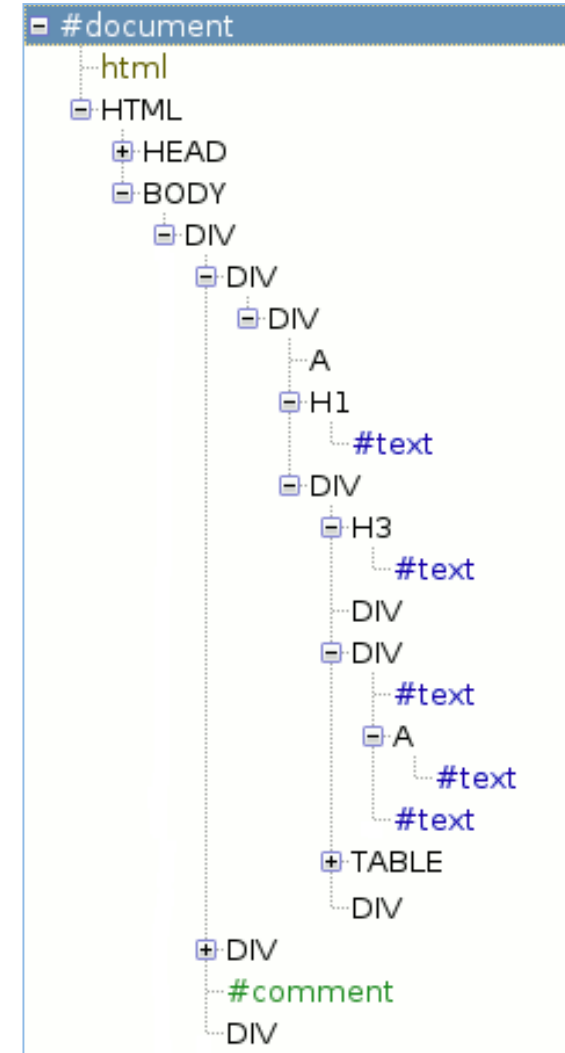 #document
html
HTML
HEAD
BODY
DIV
DIV
DIV
A
H1
#text
DIV
H3
#text
DIV
DIV
#text
A
#text
#text
TABLE
DIV
DIV
#comment
DIV